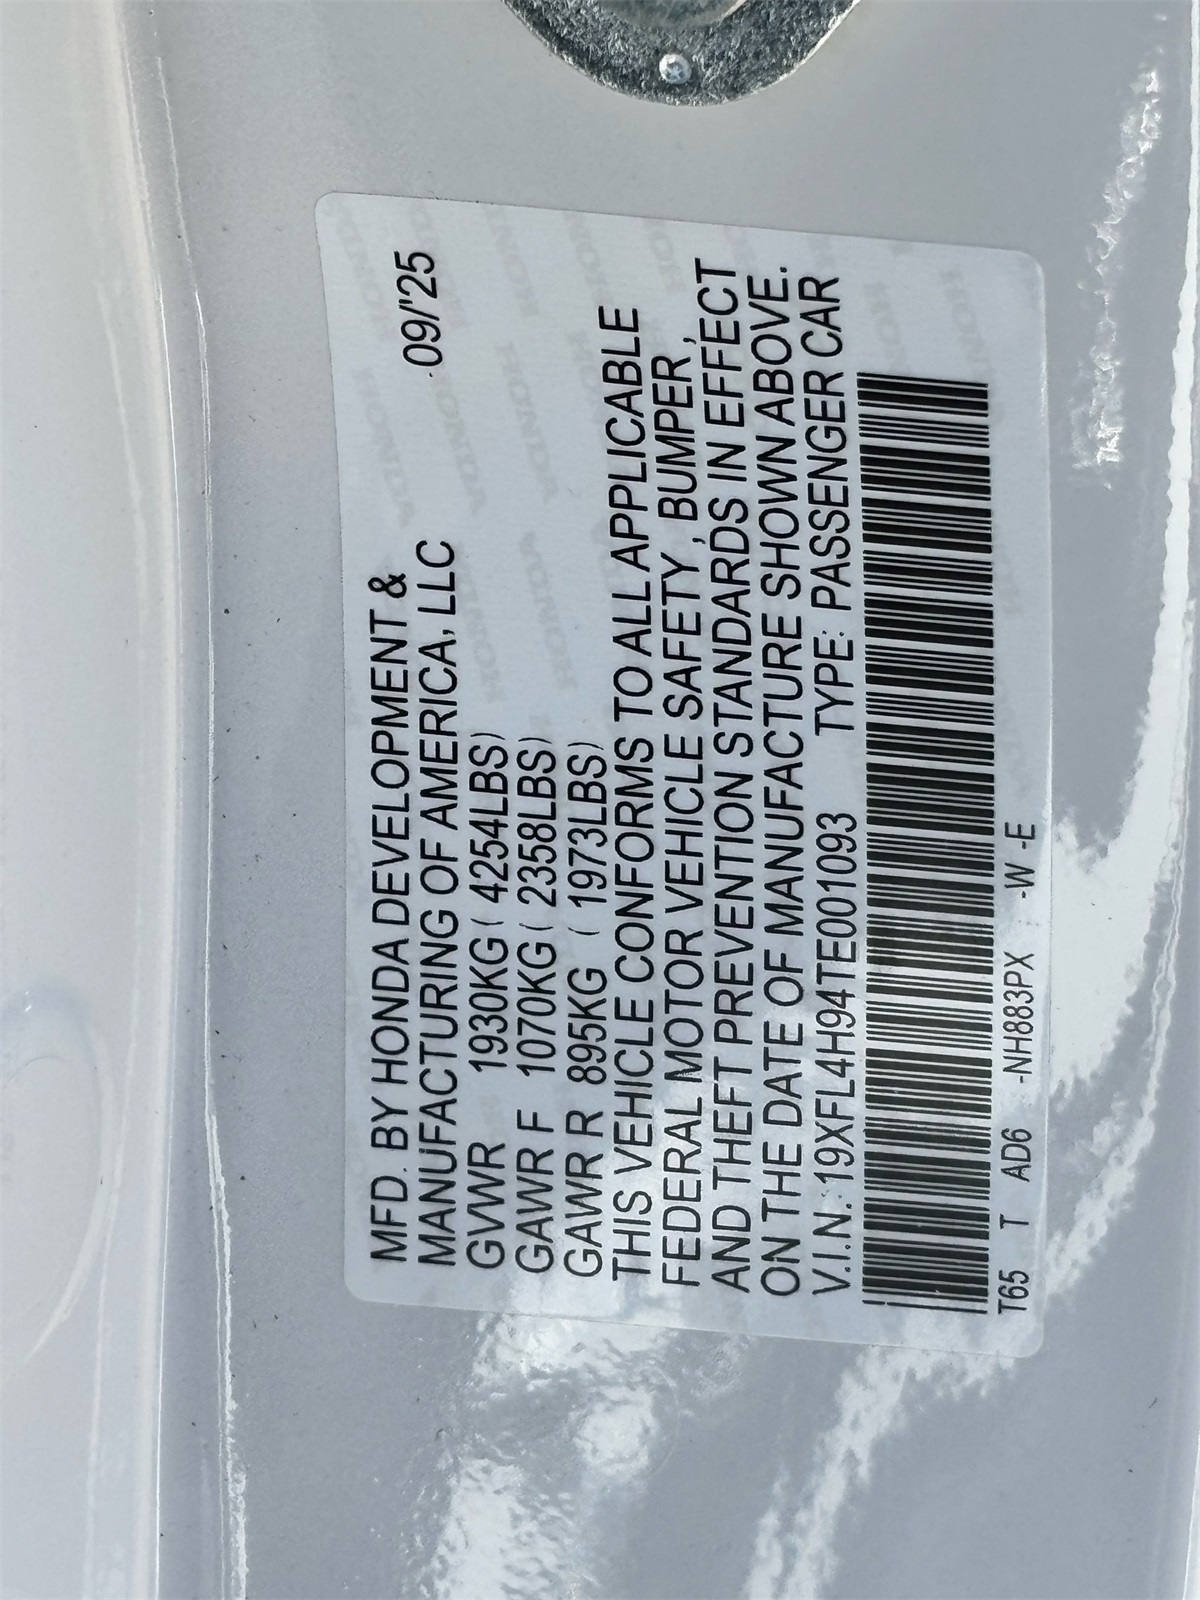 MFD. BY HONDA DEVELOPMENT & 09/'25
MANUFACTURING OF AMERICA, LLC
GVWR 1930KG ( 4254LBS)
GAWR F 1070KG ( 2358LBS)
GAWR R 895KG ( 1973LBS)
THIS VEHICLE CONFORMS TO ALL APPLICABLE
FEDERAL MOTOR VEHICLE SAFETY , BUMPER ,
AND THEFT PREVENTION STANDARDS IN EFFECT
ON THE DATE OF MANUFACTURE SHOWN ABOVE.
V.I.N. 19XFL4H94TE001093 TYPE: PASSENGER CAR
T65 T AD6 -NH883PX -W -E